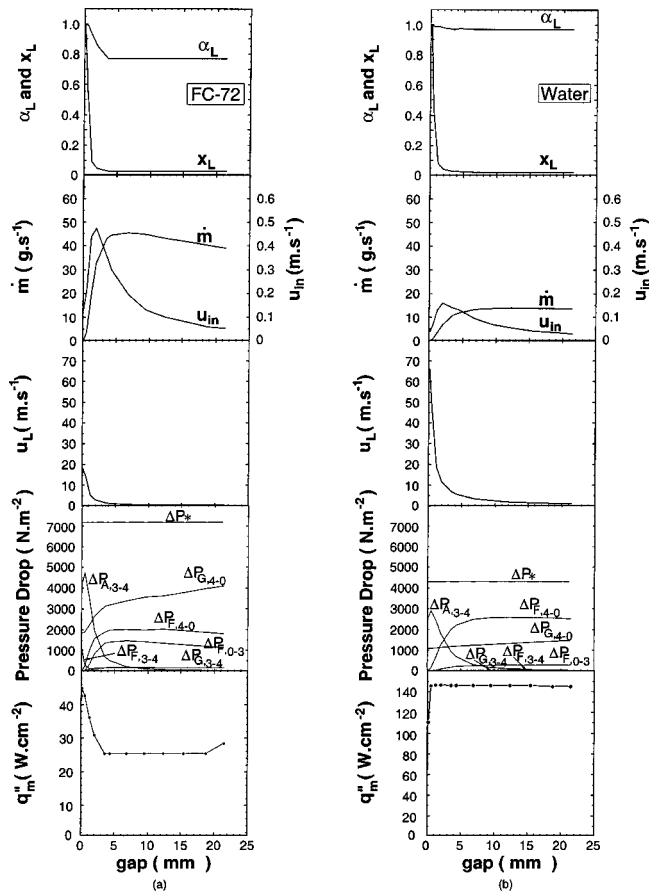 α_L and x_L
1.0
0.8
0.6
0.4
0.2
0
α_L
FC-72
x_L
α_L and x_L
1.0
0.8
0.6
0.4
0.2
0
α_L
Water
x_L
ṁ ( g.s⁻¹)
60
50
40
30
20
10
0
ṁ
u_in
0.6
0.5
0.4
0.3
0.2
0.1
0
u_in (m.s⁻¹)
ṁ ( g.s⁻¹)
60
50
40
30
20
10
0
ṁ
u_in
0.6
0.5
0.4
0.3
0.2
0.1
0
u_in (m.s⁻¹)
u_L ( m.s⁻¹)
70
60
50
40
30
20
10
0
u_L ( m.s⁻¹)
70
60
50
40
30
20
10
0
Pressure Drop ( N.m⁻²)
7000
6000
5000
4000
3000
2000
1000
0
ΔP*
ΔP_A,3-4
ΔP_G,4-0
ΔP_F,4-0
ΔP_F,3-4
ΔP_G,3-4
ΔP_F,0-3
Pressure Drop ( N.m⁻²)
7000
6000
5000
4000
3000
2000
1000
0
ΔP*
ΔP_A,3-4
ΔP_F,4-0
ΔP_G,4-0
ΔP_G,3-4
ΔP_F,3-4
ΔP_F,0-3
q"_m ( W.cm⁻²)
40
30
20
10
0
0 5 10 15 20 25
gap ( mm )
(a)
q"_m ( W.cm⁻²)
140
120
100
80
60
40
20
0
0 5 10 15 20 25
gap ( mm )
(b)